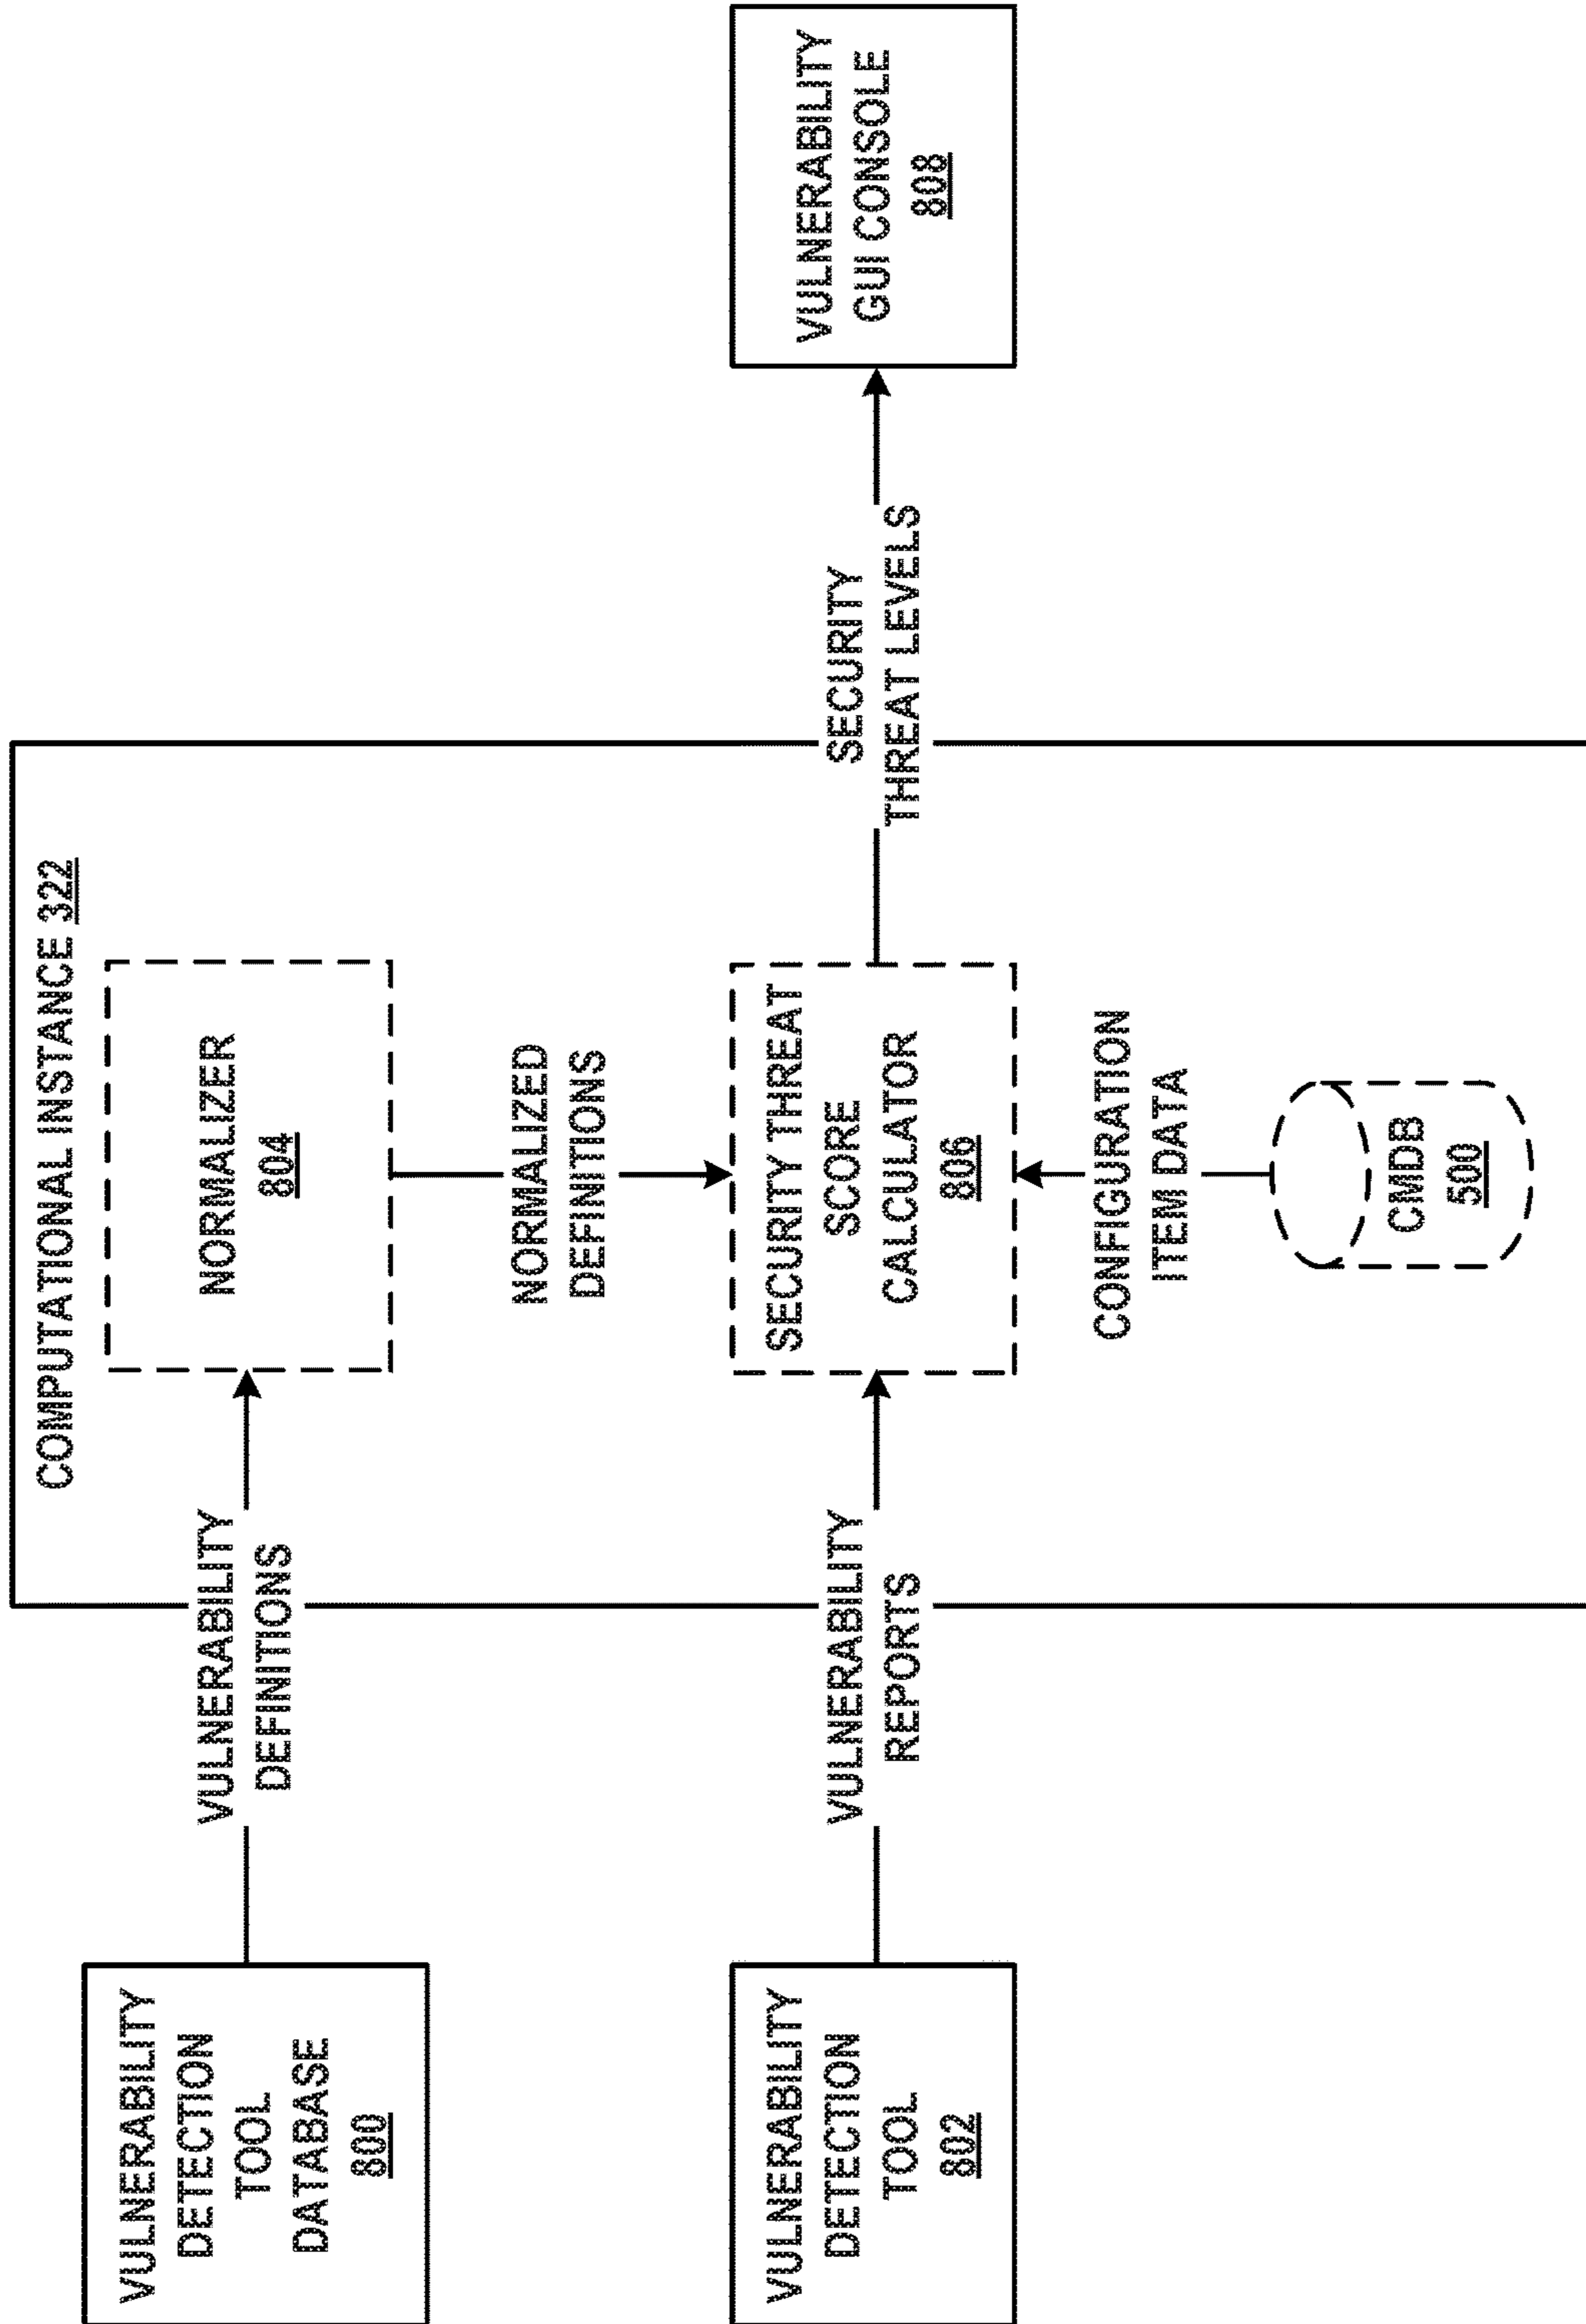 COMPUTATIONAL INSTANCE 322
VULNERABILITY
DETECTION
TOOL
DATABASE
800
VULNERABILITY
DEFINITIONS
NORMALIZER
804
NORMALIZED
DEFINITIONS
VULNERABILITY
DETECTION
TOOL
802
VULNERABILITY
REPORTS
SECURITY THREAT
SCORE
CALCULATOR
806
SECURITY
THREAT LEVELS
VULNERABILITY
GUI CONSOLE
808
CONFIGURATION
ITEM DATA
CMDB
500